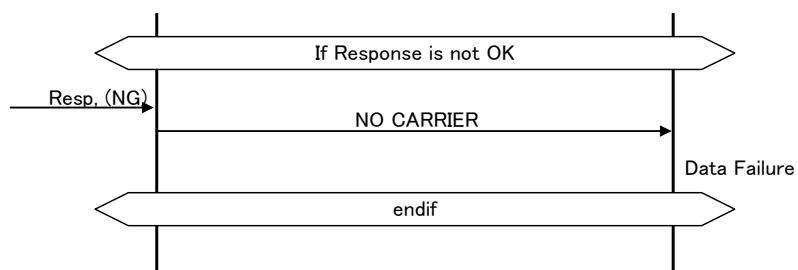 If Response is not OK
Resp, (NG)
NO CARRIER
Data Failure
endif